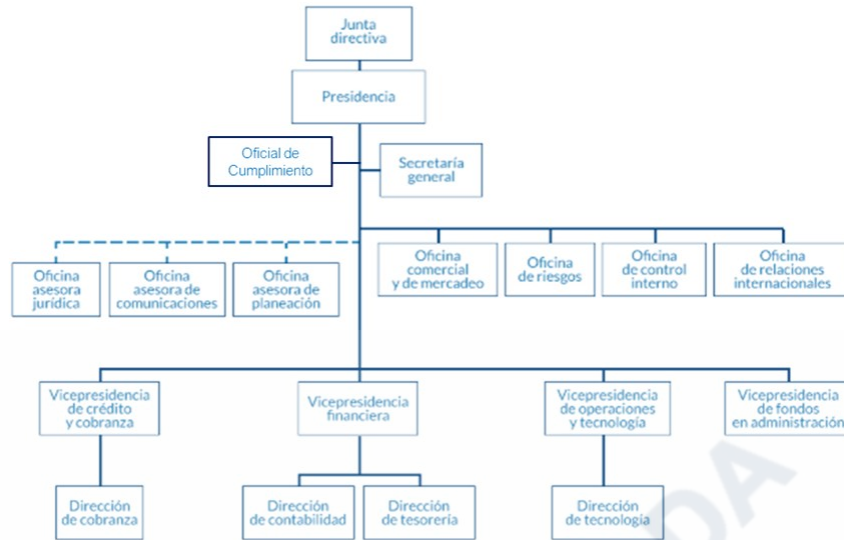 Junta
directiva
Presidencia
Oficial de
Cumplimiento
Secretaría
general
Oficina
asesora
jurídica
Oficina
asesora de
comunicaciones
Oficina
asesora de
planeación
Oficina
comercial
y de mercadeo
Oficina
de riesgos
Oficina
de control
interno
Oficina
de relaciones
internacionales
Vicepresidencia
de crédito
y cobranza
Vicepresidencia
financiera
Vicepresidencia
de operaciones
y tecnología
Vicepresidencia
de fondos
en administración
Dirección
de cobranza
Dirección
de contabilidad
Dirección
de tesorería
Dirección
de tecnología
DA